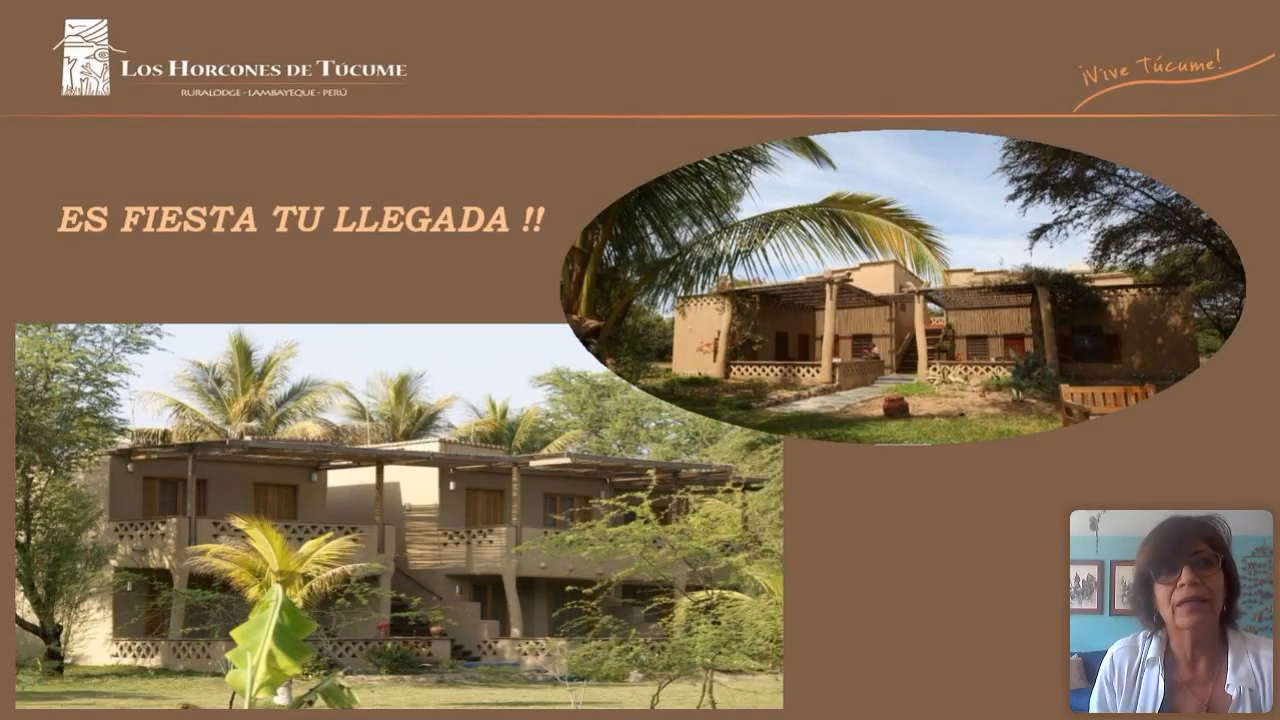 LOS HORCONES DE TÚCUME
RURALODGE - LAMBAYEQUE - PERÚ
¡Vive Túcume!
ES FIESTA TU LLEGADA !!